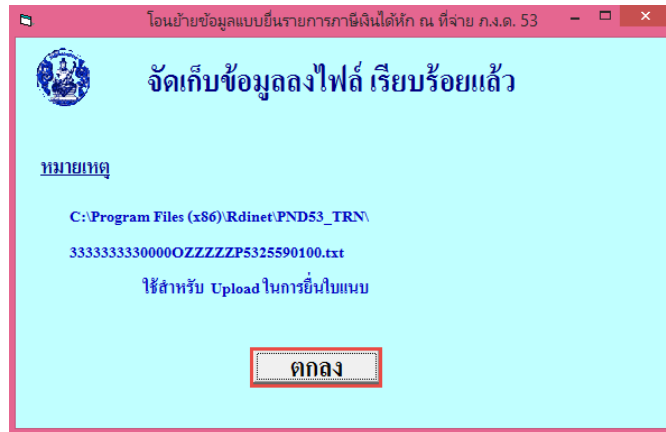 โอนย้ายข้อมูลแบบยื่นรายการภาษีเงินได้หัก ณ ที่จ่าย ภ.ง.ด. 53
จัดเก็บข้อมูลลงไฟล์ เรียบร้อยแล้ว
หมายเหตุ
C:\Program Files (x86)\Rdinet\PND53_TRN\
3333333330000OZZZZZP5325590100.txt
ใช้สำหรับ Upload ในการยื่นใบแนบ
ตกลง